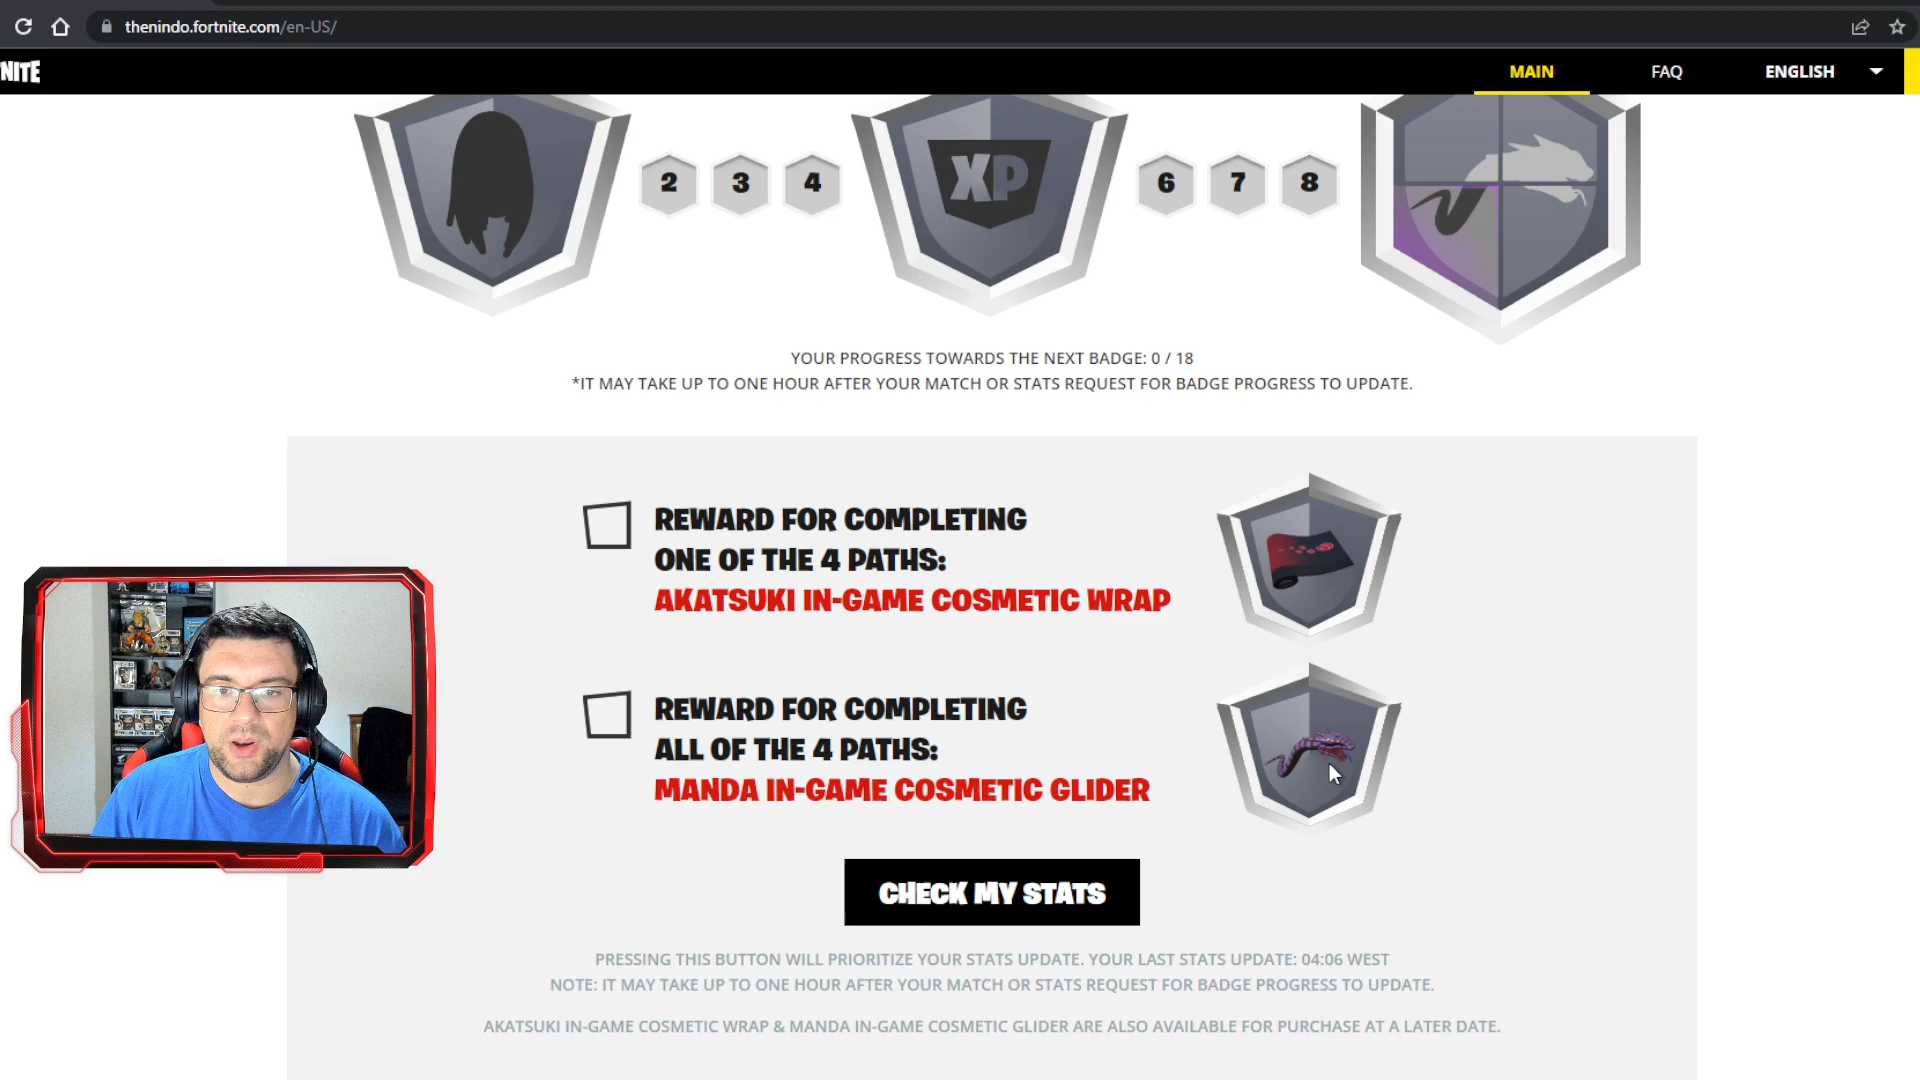 thenindo.fortnite.com/en-US/
NITE
MAIN
FAQ
ENGLISH
2
3
4
XP
6
7
8
YOUR PROGRESS TOWARDS THE NEXT BADGE: 0 / 18
*IT MAY TAKE UP TO ONE HOUR AFTER YOUR MATCH OR STATS REQUEST FOR BADGE PROGRESS TO UPDATE.
REWARD FOR COMPLETING
ONE OF THE 4 PATHS:
AKATSUKI IN-GAME COSMETIC WRAP
REWARD FOR COMPLETING
ALL OF THE 4 PATHS:
MANDA IN-GAME COSMETIC GLIDER
CHECK MY STATS
PRESSING THIS BUTTON WILL PRIORITIZE YOUR STATS UPDATE. YOUR LAST STATS UPDATE: 04:06 WEST
NOTE: IT MAY TAKE UP TO ONE HOUR AFTER YOUR MATCH OR STATS REQUEST FOR BADGE PROGRESS TO UPDATE.
AKATSUKI IN-GAME COSMETIC WRAP & MANDA IN-GAME COSMETIC GLIDER ARE ALSO AVAILABLE FOR PURCHASE AT A LATER DATE.